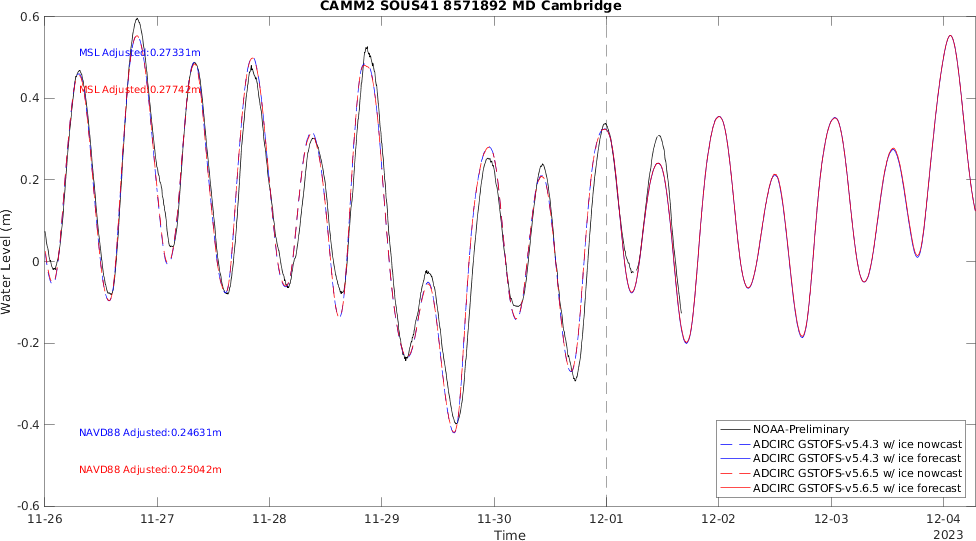 CAMM2 SOUS41 8571892 MD Cambridge
0.6
MSL Adjusted:0.27331m
MSL Adjusted:0.27742m
0.4
0.2
0
-0.2
-0.4
-0.6
Water Level (m)
NAVD88 Adjusted:0.24631m
NAVD88 Adjusted:0.25042m
NOAA-Preliminary
ADCIRC GSTOFS-v5.4.3 w/ ice nowcast
ADCIRC GSTOFS-v5.4.3 w/ ice forecast
ADCIRC GSTOFS-v5.6.5 w/ ice nowcast
ADCIRC GSTOFS-v5.6.5 w/ ice forecast
11-26 11-27 11-28 11-29 11-30 12-01 12-02 12-03 12-04
Time
2023